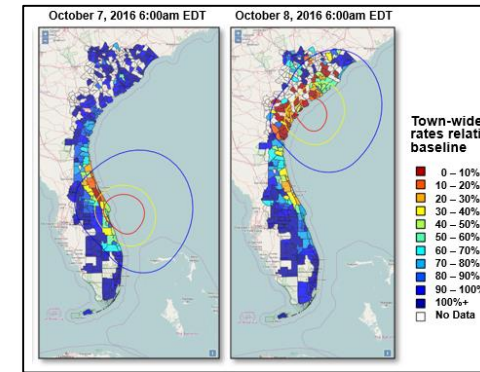 October 7, 2016 6:00am EDT
October 8, 2016 6:00am EDT
Town-wide
rates relati
baseline
0 – 10%
10 – 20%
20 – 30%
30 – 40%
40 – 50%
50 – 60%
60 – 70%
70 – 80%
80 – 90%
90 – 100%
100%+
No Data